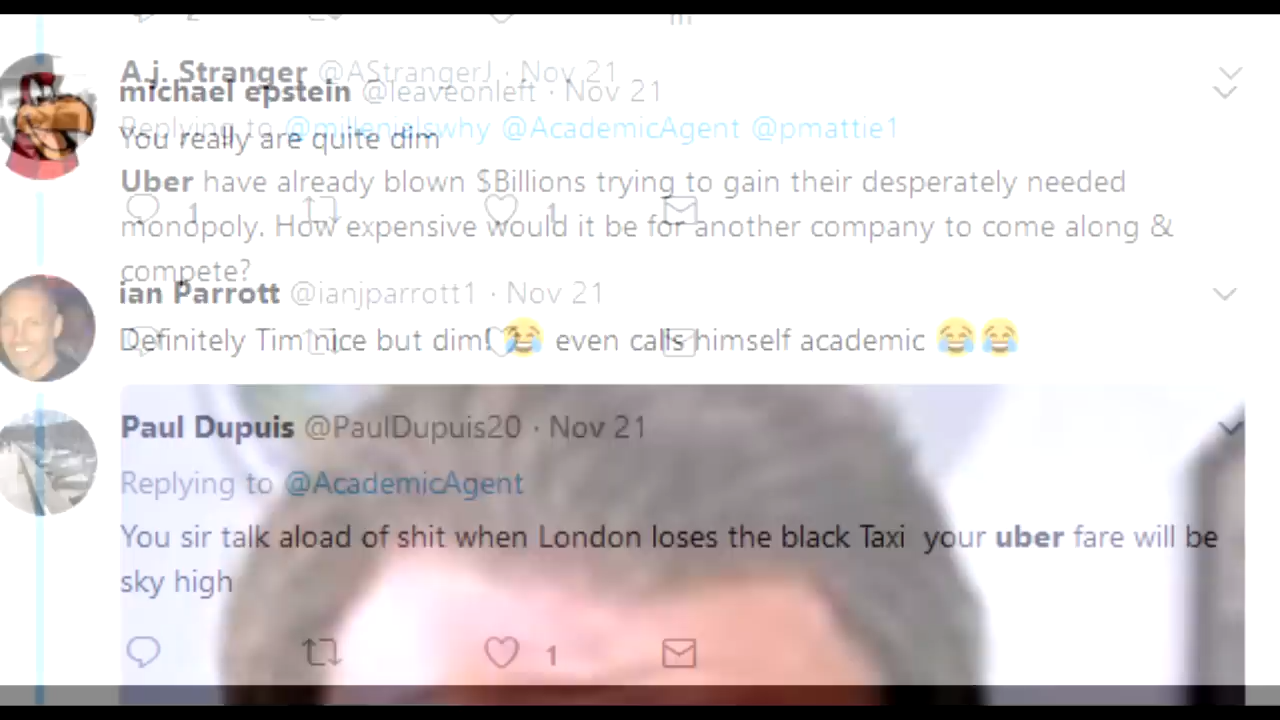 2
A.j. Stranger @AStrangerJ · Nov 21
michael epstein @leaveonleft · Nov 21
Replying to @millenialswhy @AcademicAgent @pmattie1
You really are quite dim
Uber have already blown $Billions trying to gain their desperately needed
1 1
monopoly. How expensive would it be for another company to come along &
compete?
ian Parrott @ianjparrott1 · Nov 21
Definitely Tim nice but dim! 😂 even calls himself academic 😂😂
Paul Dupuis @PaulDupuis20 · Nov 21
Replying to @AcademicAgent
You sir talk aload of shit when London loses the black Taxi your uber fare will be
sky high
1